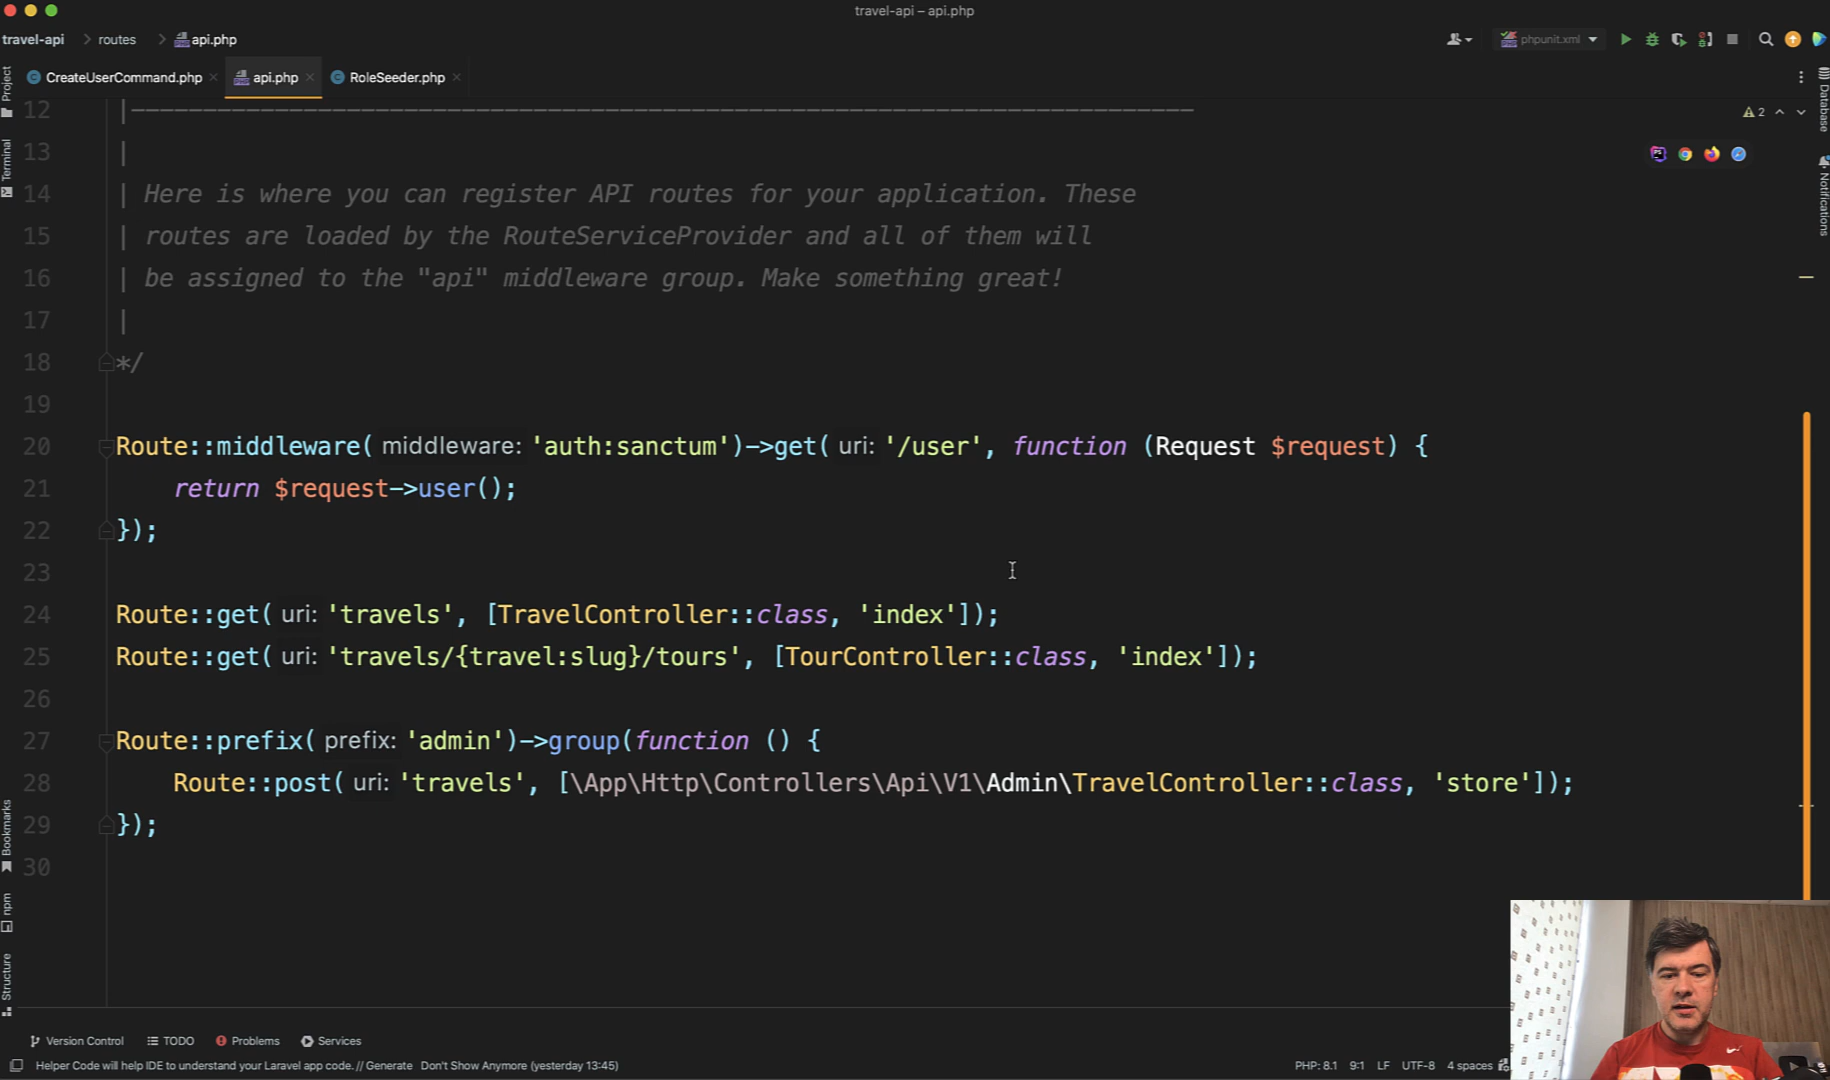 travel-api – api.php
travel-api routes api.php
phpunit.xml
CreateUserCommand.php api.php RoleSeeder.php
Project
Terminal
Bookmarks
npm
Structure
Database
Notifications
2
12 |--------------------------------------------------------------------------
13 |
14 | Here is where you can register API routes for your application. These
15 | routes are loaded by the RouteServiceProvider and all of them will
16 | be assigned to the "api" middleware group. Make something great!
17 |
18 */
19
20 Route::middleware( middleware: 'auth:sanctum')->get( uri: '/user', function (Request $request) {
21 return $request->user();
22 });
23
24 Route::get( uri: 'travels', [TravelController::class, 'index']);
25 Route::get( uri: 'travels/{travel:slug}/tours', [TourController::class, 'index']);
26
27 Route::prefix( prefix: 'admin')->group(function () {
28 Route::post( uri: 'travels', [\App\Http\Controllers\Api\V1\Admin\TravelController::class, 'store']);
29 });
30
Version Control TODO Problems Services
Helper Code will help IDE to understand your Laravel app code. // Generate Don't Show Anymore (yesterday 13:45)
PHP: 8.1 9:1 LF UTF-8 4 spaces